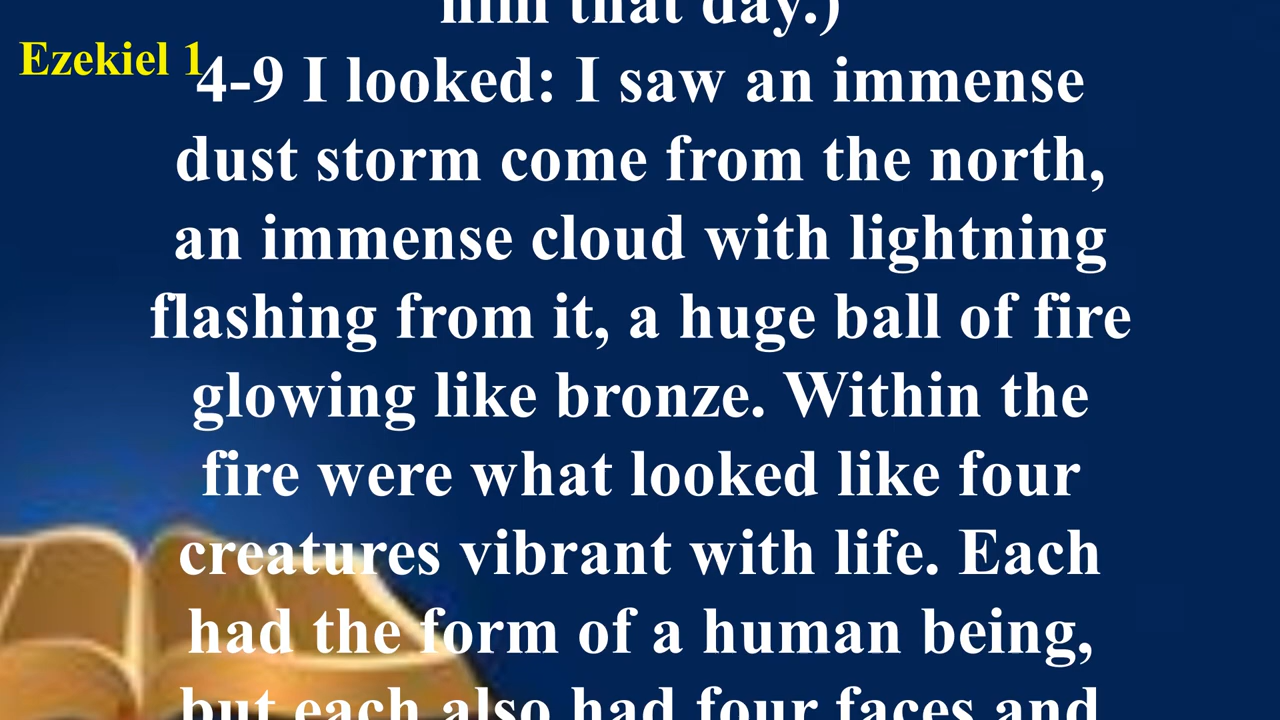 him that day.)
Ezekiel 1
4-9 I looked: I saw an immense
dust storm come from the north,
an immense cloud with lightning
flashing from it, a huge ball of fire
glowing like bronze. Within the
fire were what looked like four
creatures vibrant with life. Each
had the form of a human being,
but each also had four faces and